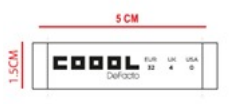 5 CM
1.5CM
COOOL EUR UK USA
32 4 0
DeFacto